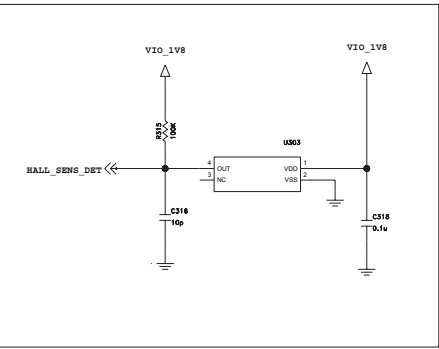 VIO_1V8
VIO_1V8
R315
100K
U303
HALL_SENS_DET
4 OUT VDD 1
3 NC VSS 2
C316
10p
C318
0.1u